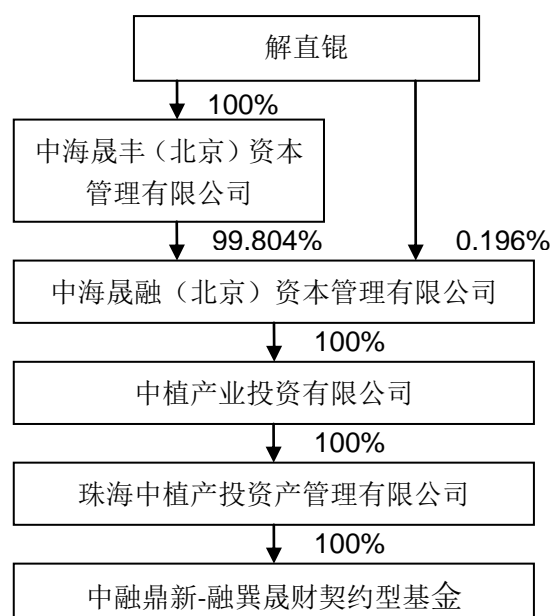 解直锟
100%
中海晟丰（北京）资本
管理有限公司
99.804%
0.196%
中海晟融（北京）资本管理有限公司
100%
中植产业投资有限公司
100%
珠海中植产投资产管理有限公司
100%
中融鼎新-融巽晟财契约型基金